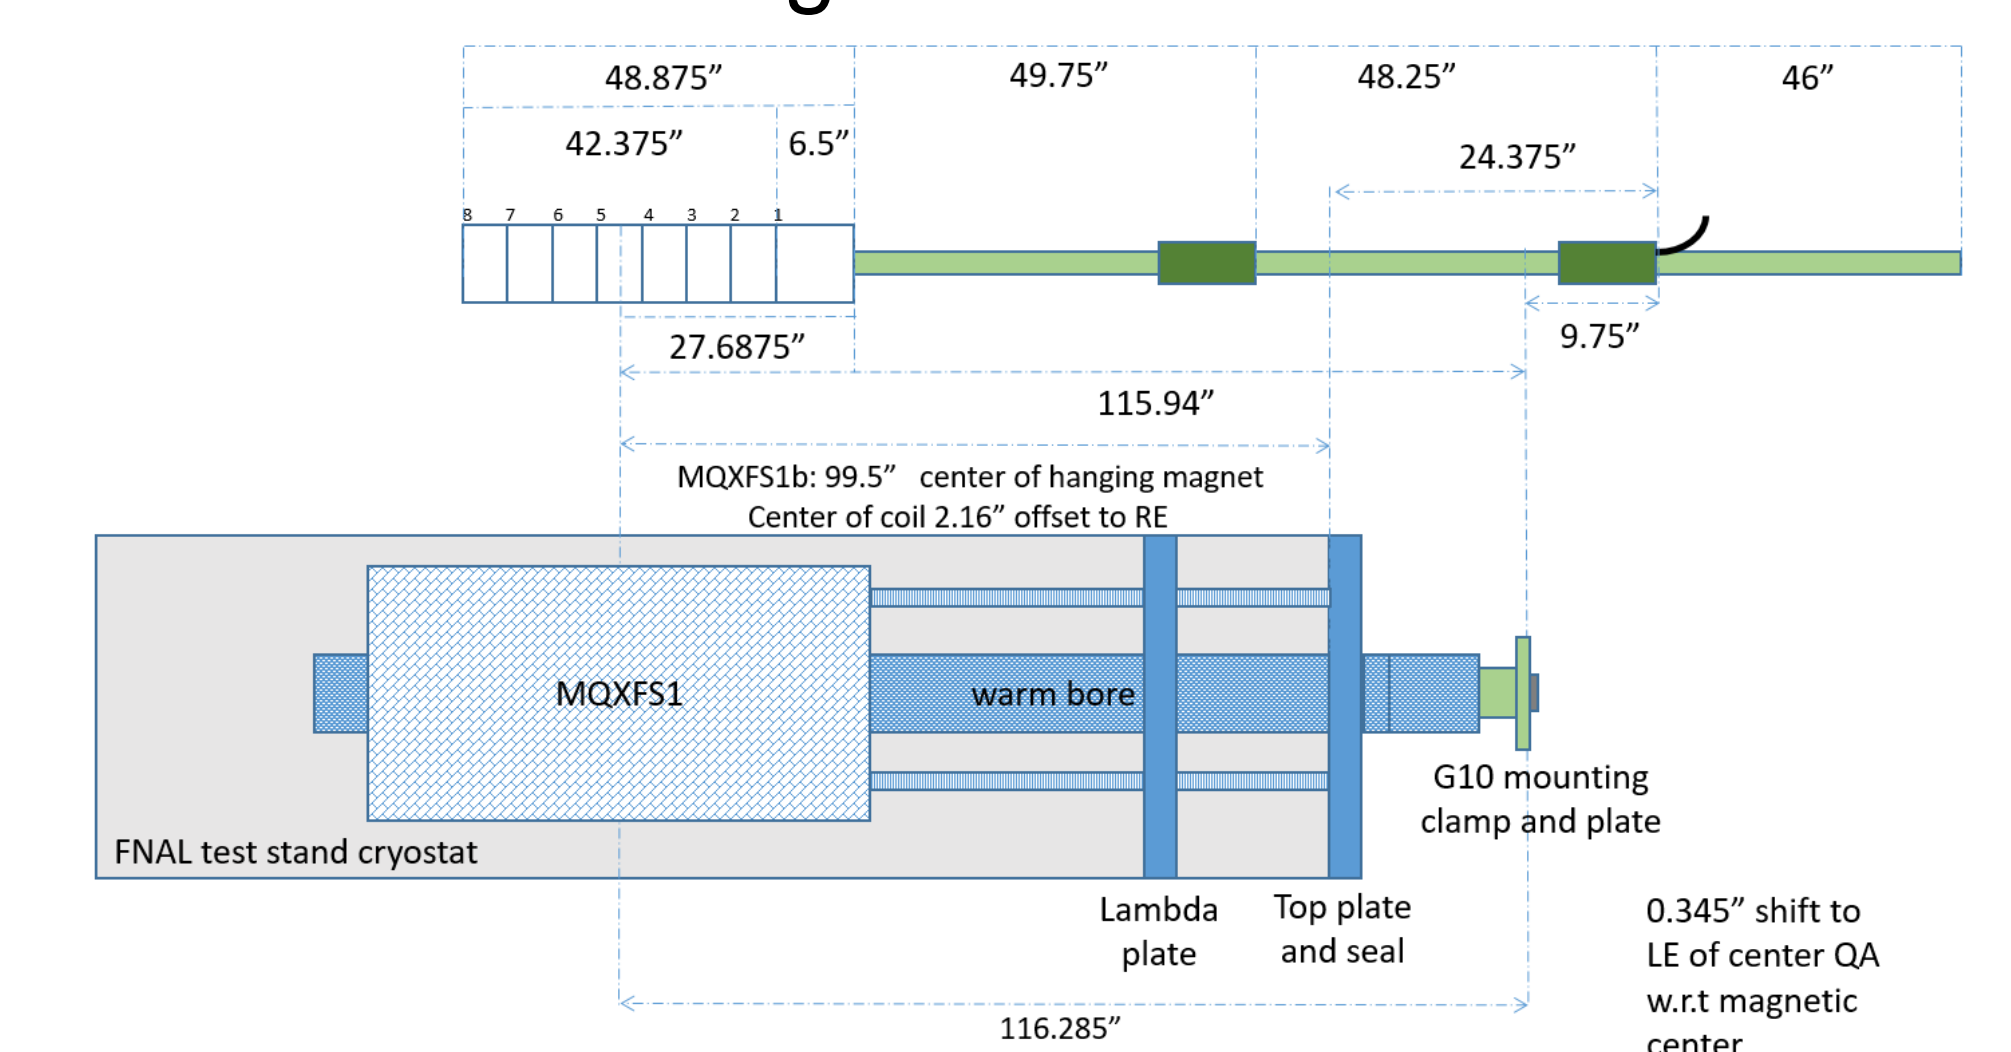 g
48.875”
49.75”
48.25”
46”
42.375”
6.5”
24.375”
8 7 6 5 4 3 2 1
27.6875”
9.75”
115.94”
MQXFS1b: 99.5” center of hanging magnet
Center of coil 2.16” offset to RE
MQXFS1
warm bore
G10 mounting
clamp and plate
FNAL test stand cryostat
Lambda
plate
Top plate
and seal
0.345” shift to
LE of center QA
w.r.t magnetic
center
116.285”